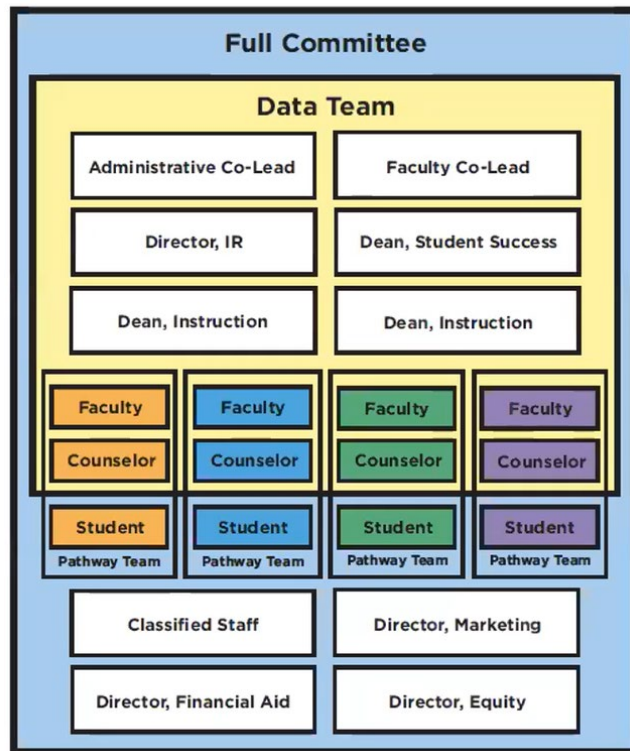 Full Committee
Data Team
Administrative Co-Lead
Faculty Co-Lead
Director, IR
Dean, Student Success
Dean, Instruction
Dean, Instruction
Faculty
Faculty
Faculty
Faculty
Counselor
Counselor
Counselor
Counselor
Student
Student
Student
Student
Pathway Team
Pathway Team
Pathway Team
Pathway Team
Classified Staff
Director, Marketing
Director, Financial Aid
Director, Equity